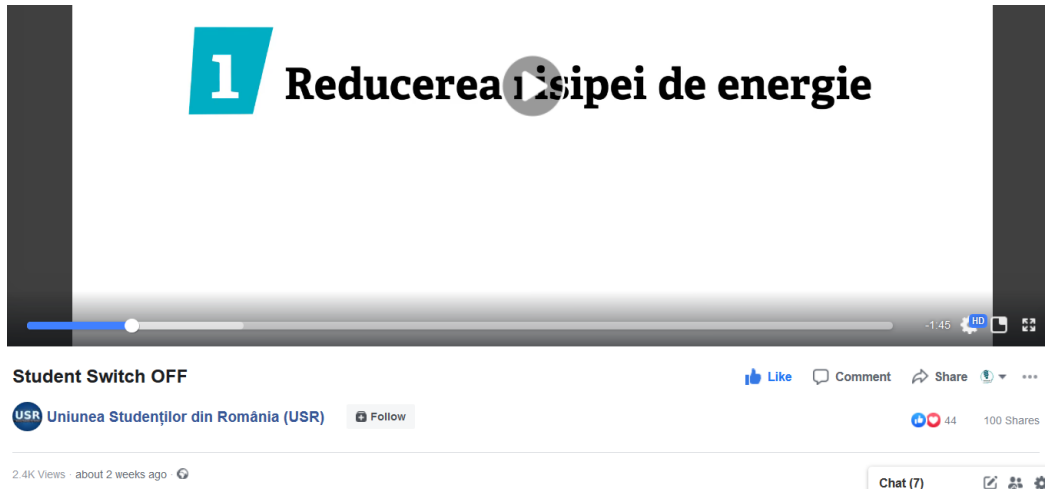 1
Reducerea risipei de energie
-1:45 HD
Student Switch OFF
Like Comment Share
USR Uniunea Studenților din România (USR) Follow
44 100 Shares
2.4K Views · about 2 weeks ago ·
Chat (7)